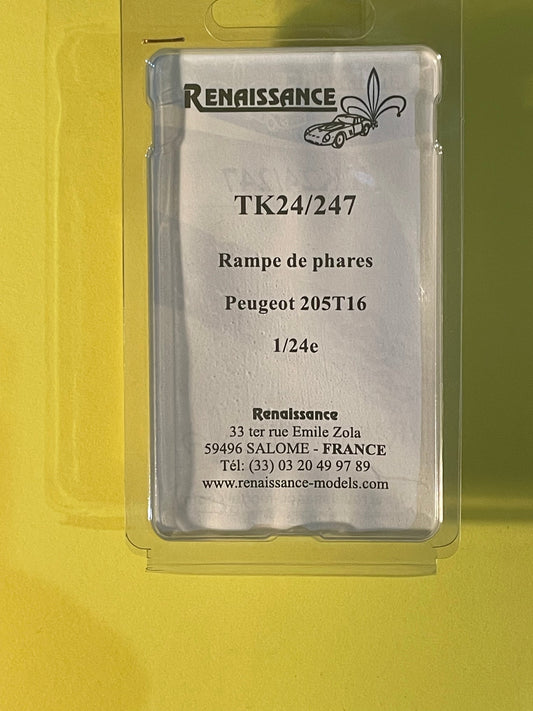 RENAISSANCE
TK24/247
Rampe de phares
Peugeot 205T16
1/24e
Renaissance
33 ter rue Emile Zola
59496 SALOME - FRANCE
Tél: (33) 03 20 49 97 89
www.renaissance-models.com